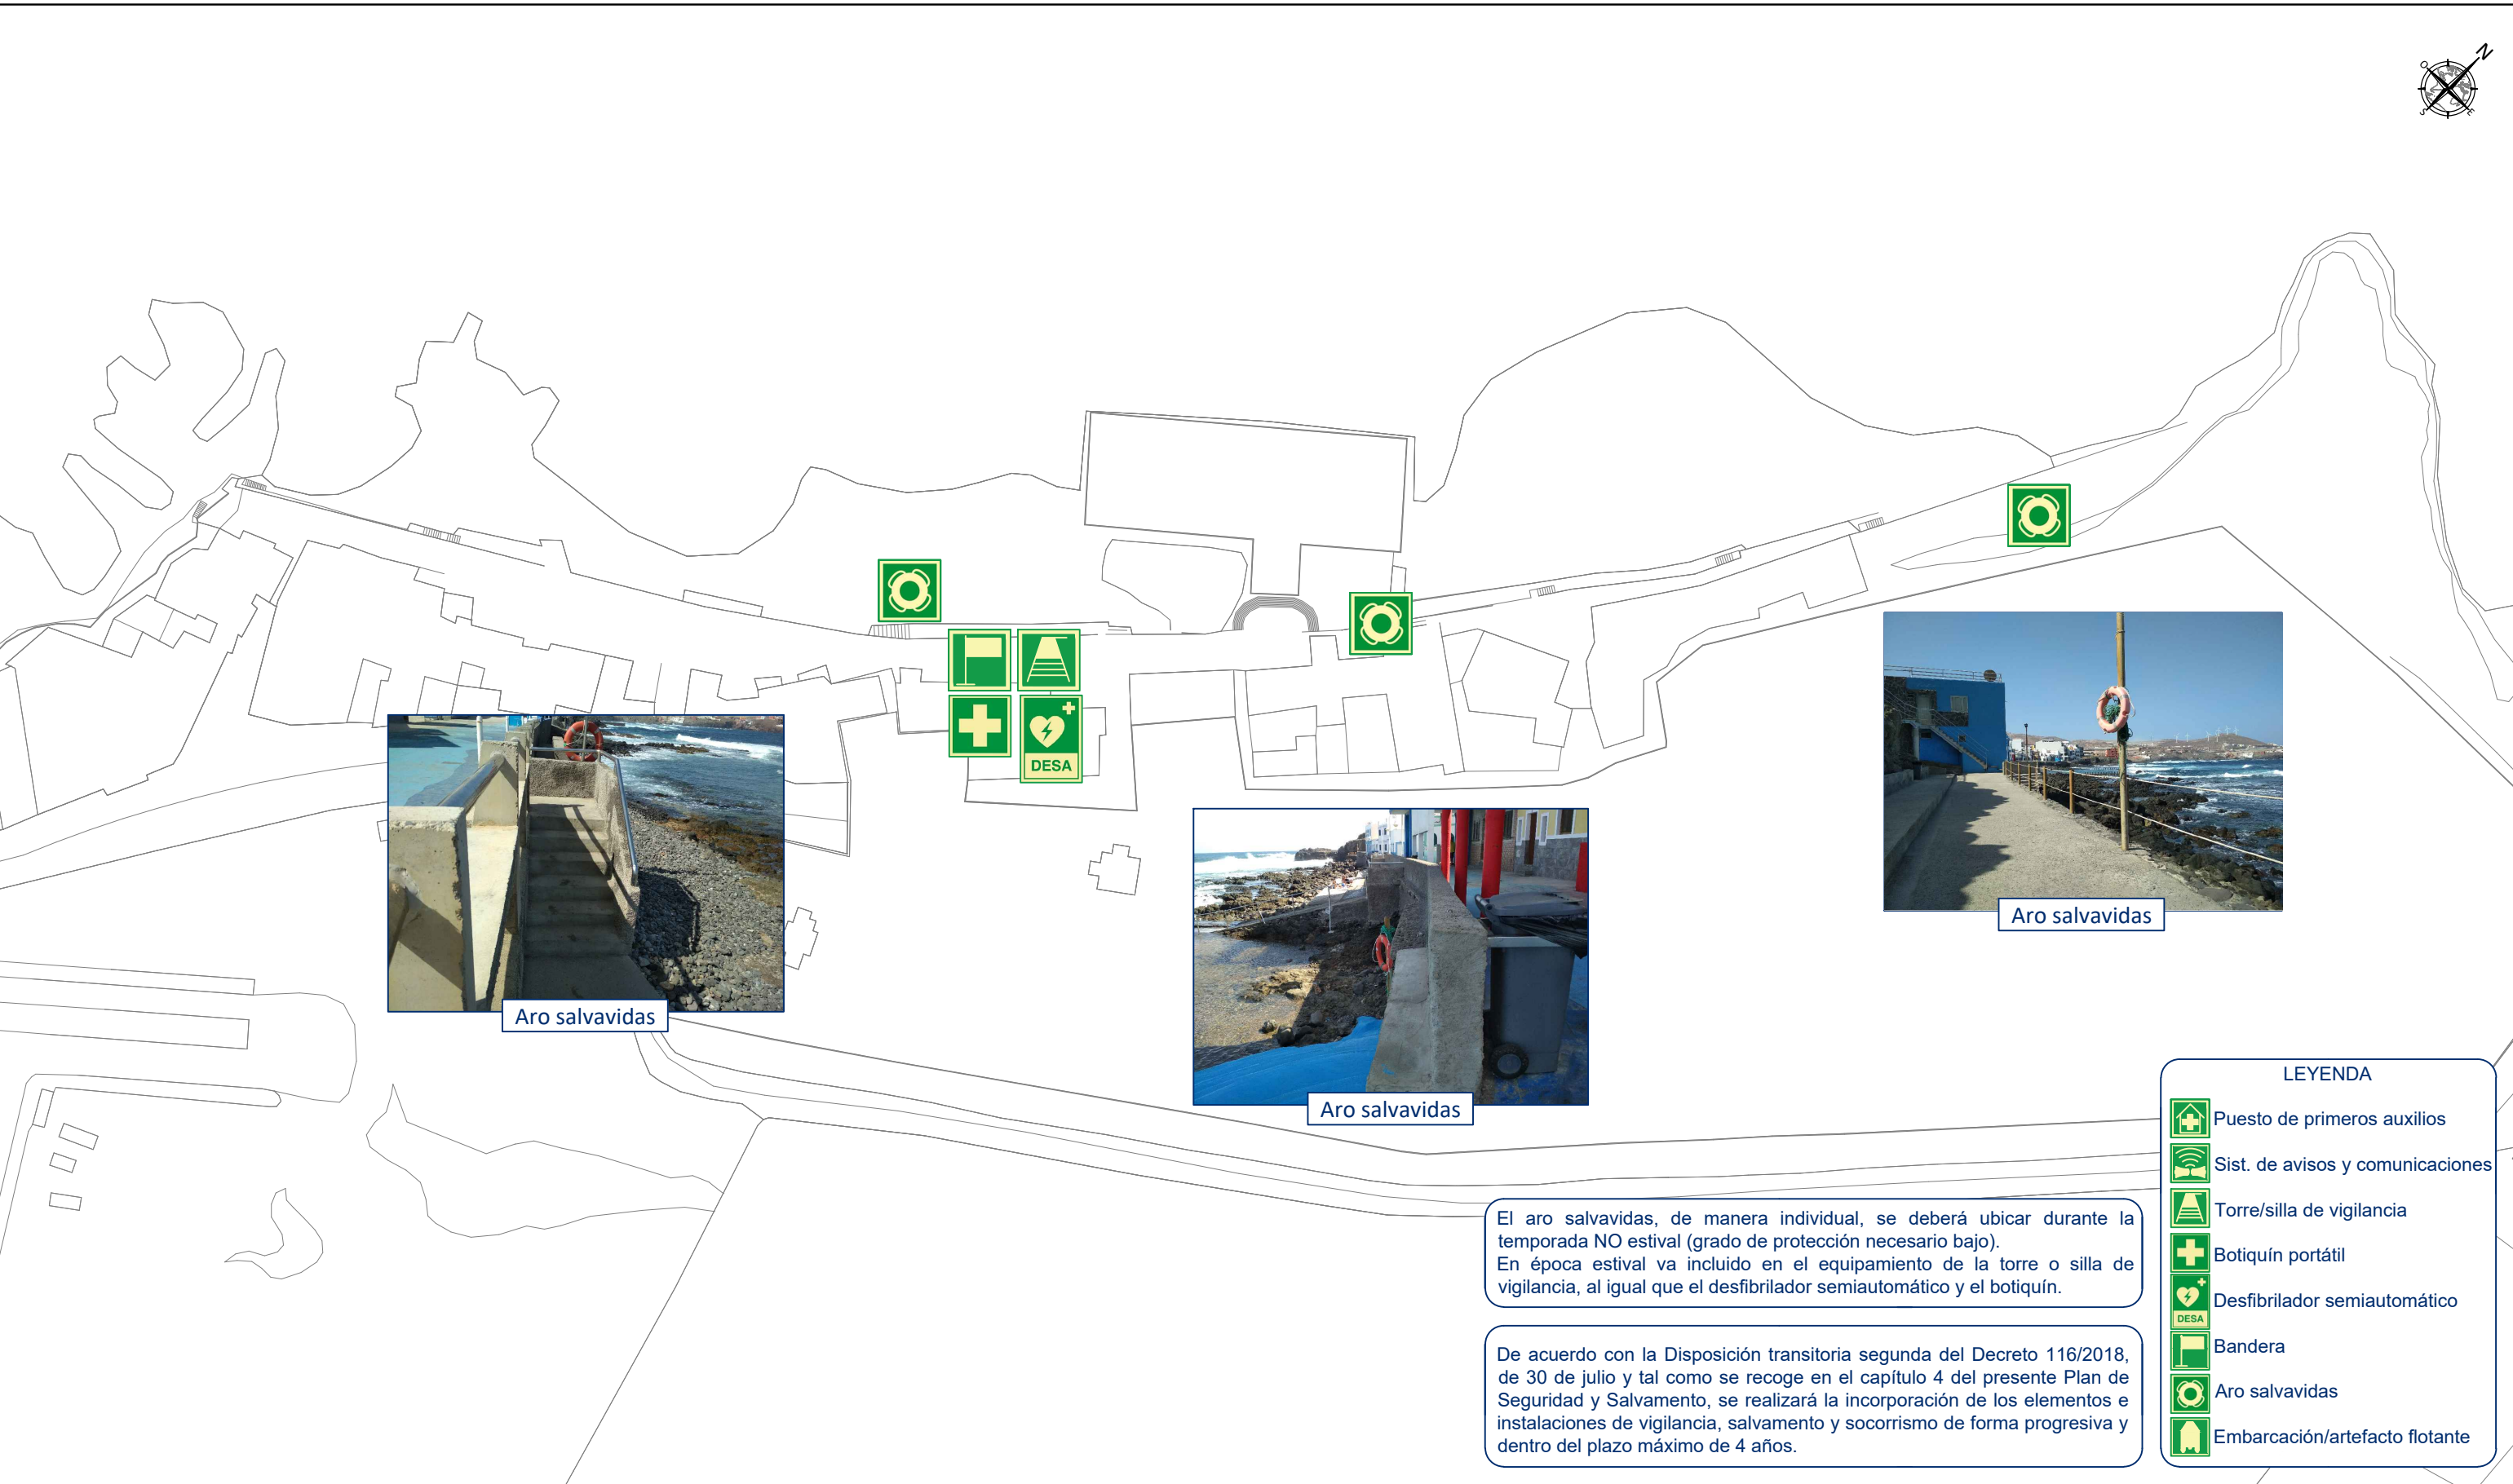 N
O
S
E
DESA
Aro salvavidas
Aro salvavidas
Aro salvavidas
LEYENDA
Puesto de primeros auxilios
Sist. de avisos y comunicaciones
Torre/silla de vigilancia
Botiquín portátil
DESA
Desfibrilador semiautomático
Bandera
Aro salvavidas
Embarcación/artefacto flotante
El aro salvavidas, de manera individual, se deberá ubicar durante la
temporada NO estival (grado de protección necesario bajo).
En época estival va incluido en el equipamiento de la torre o silla de
vigilancia, al igual que el desfibrilador semiautomático y el botiquín.
De acuerdo con la Disposición transitoria segunda del Decreto 116/2018,
de 30 de julio y tal como se recoge en el capítulo 4 del presente Plan de
Seguridad y Salvamento, se realizará la incorporación de los elementos e
instalaciones de vigilancia, salvamento y socorrismo de forma progresiva y
dentro del plazo máximo de 4 años.